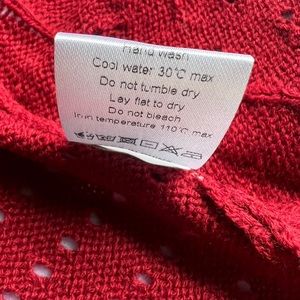 Hand wash
Cool water 30°C max
Do not tumble dry
Lay flat to dry
Do not bleach
temperature 110°C max